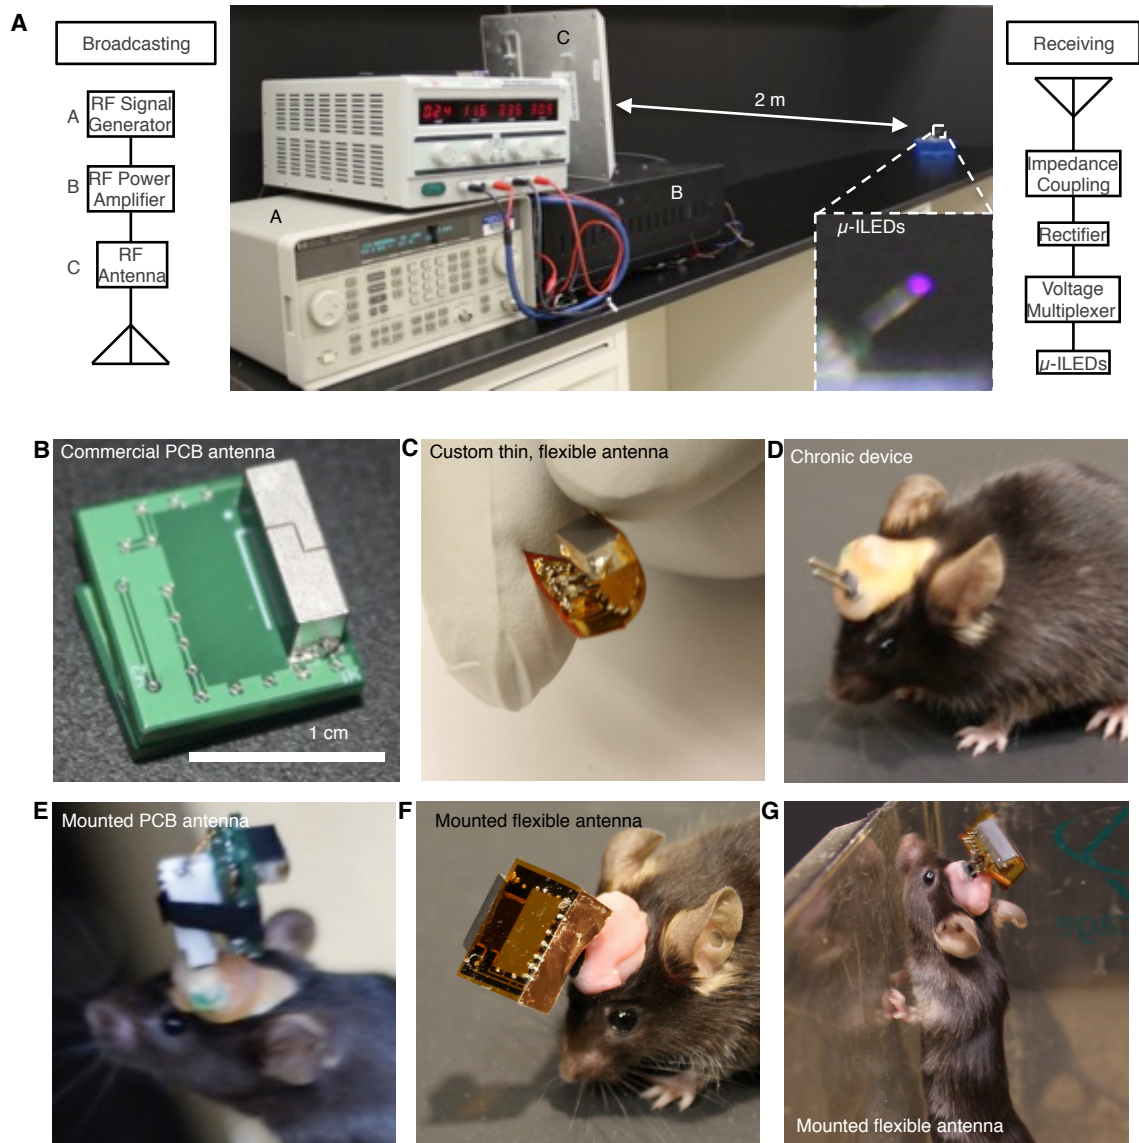 A
Broadcasting
A
RF Signal
Generator
B
RF Power
Amplifier
C
RF
Antenna
C
2 m
A
B
µ-ILEDs
Receiving
Impedance
Coupling
Rectifier
Voltage
Multiplexer
µ-ILEDs
B
Commercial PCB antenna
1 cm
C
Custom thin, flexible antenna
D
Chronic device
E
Mounted PCB antenna
F
Mounted flexible antenna
G
Mounted flexible antenna